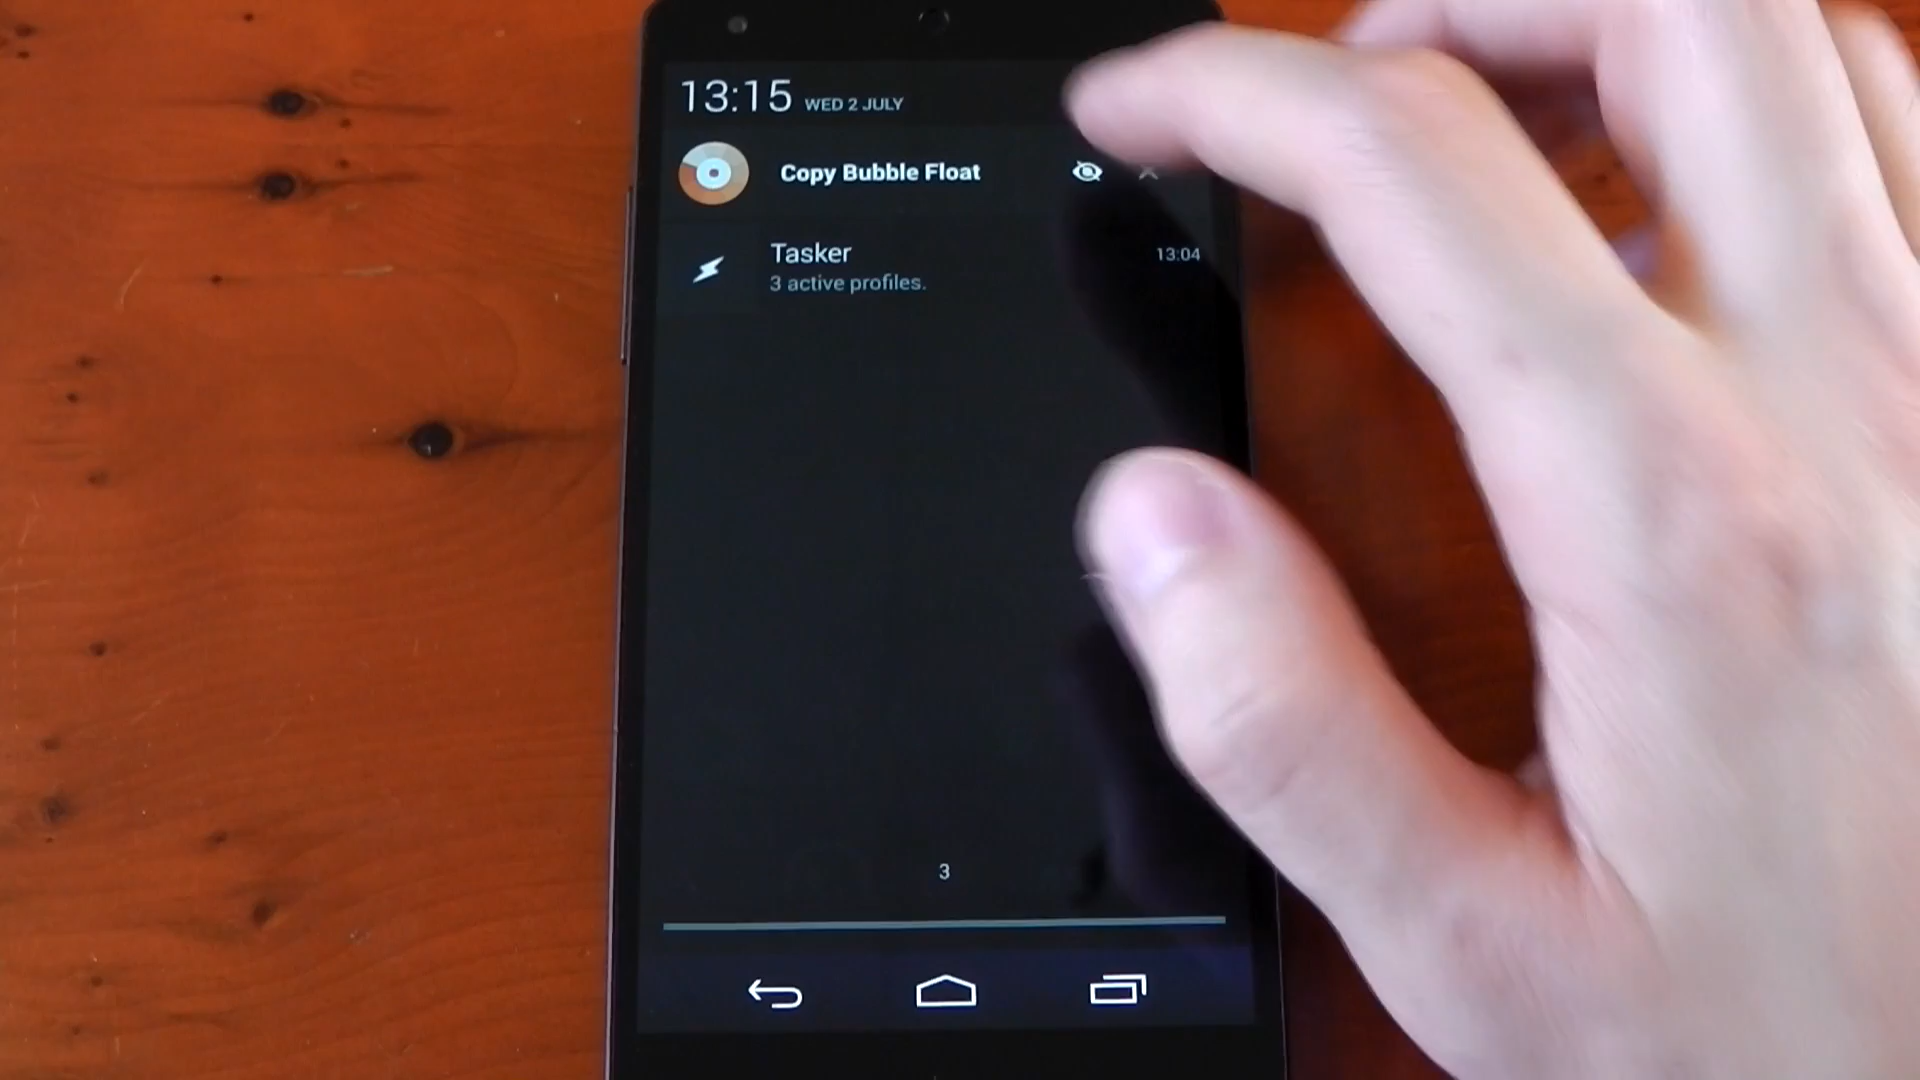 13:15 WED 2 JULY
Copy Bubble Float
Tasker 13:04
3 active profiles.
3